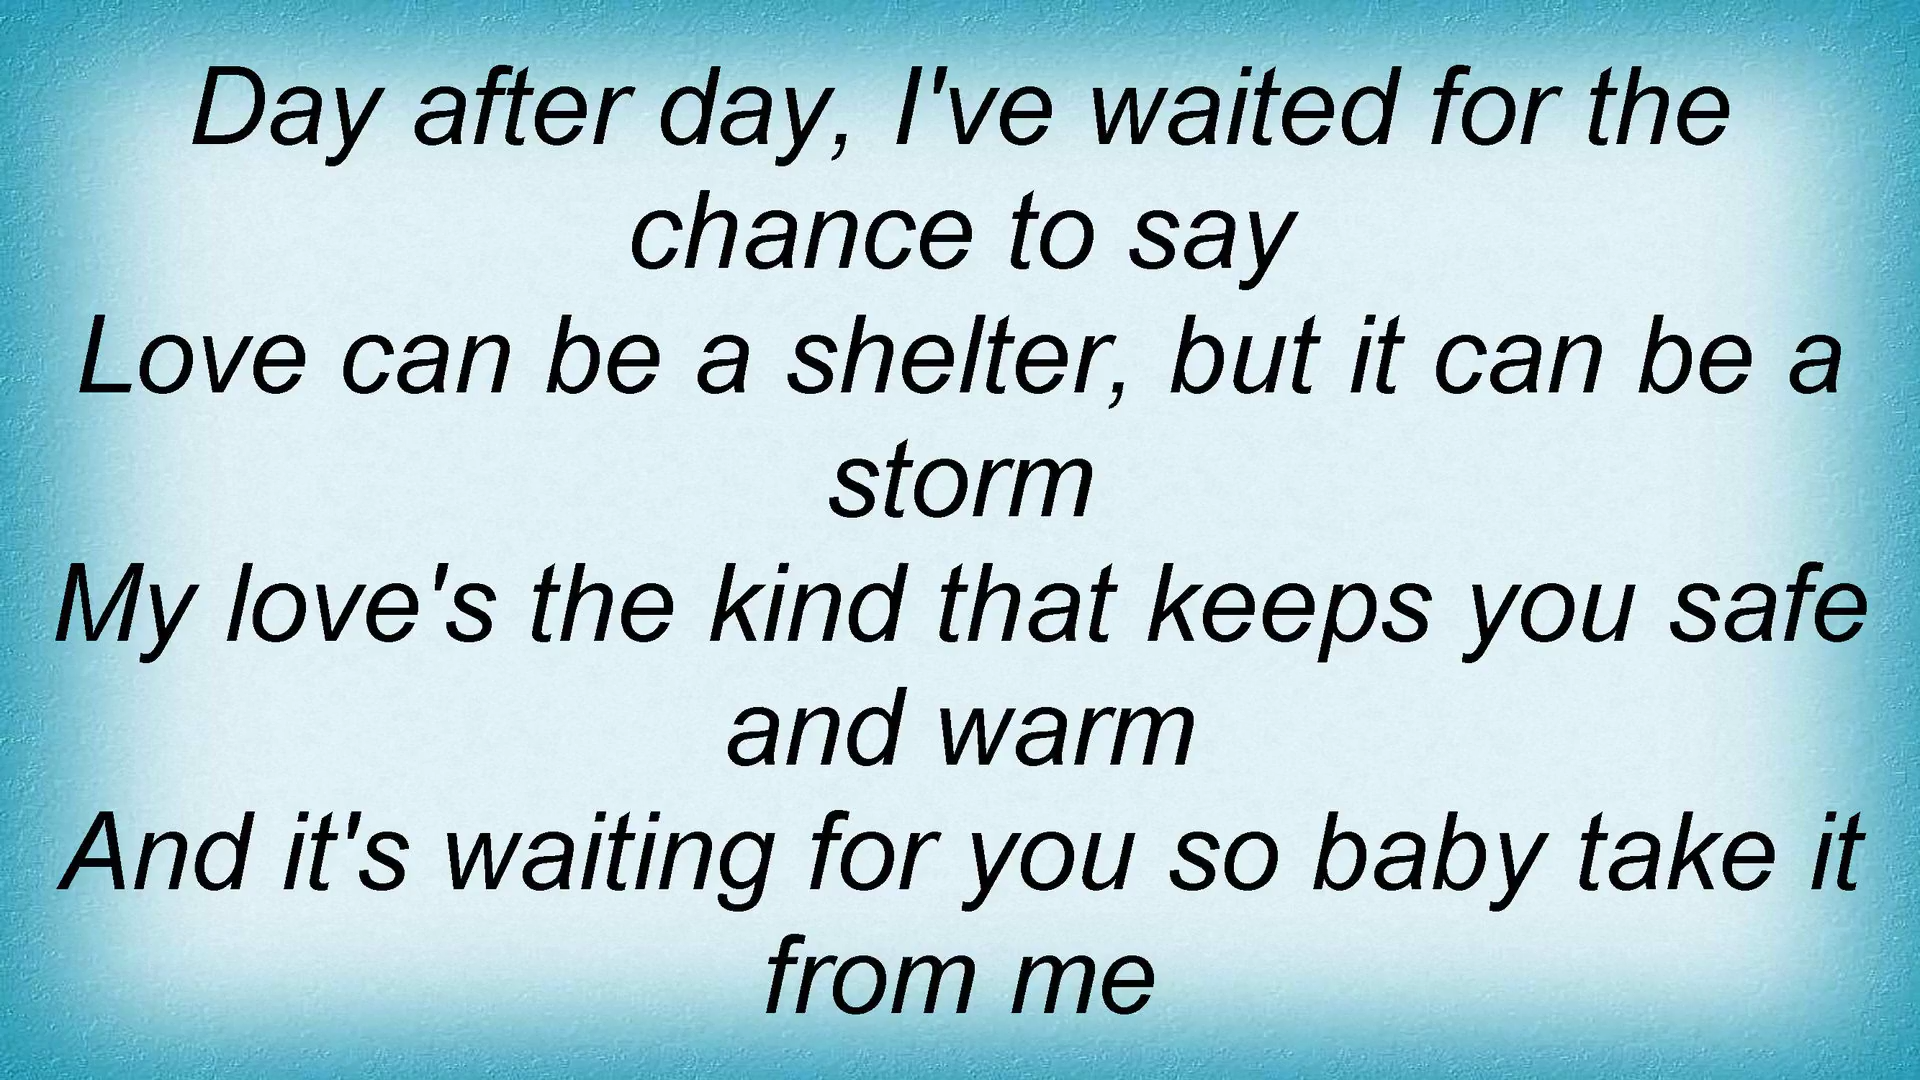 Day after day, I've waited for the
chance to say
Love can be a shelter, but it can be a
storm
My love's the kind that keeps you safe
and warm
And it's waiting for you so baby take it
from me